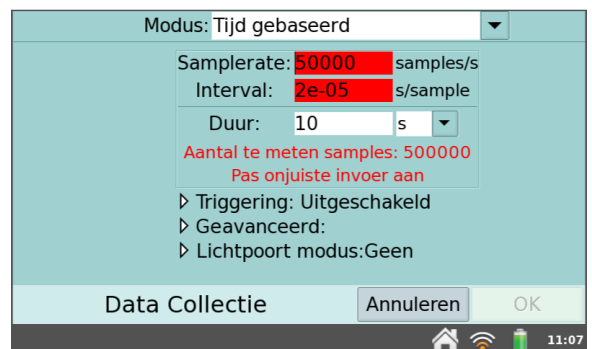 Modus: Tijd gebaseerd
Samplerate: 50000 samples/s
Interval: 2e-05 s/sample
Duur: 10 s
Aantal te meten samples: 500000
Pas onjuiste invoer aan
Triggering: Uitgeschakeld
Geavanceerd:
Lichtpoort modus:Geen
Data Collectie Annuleren OK
11:07